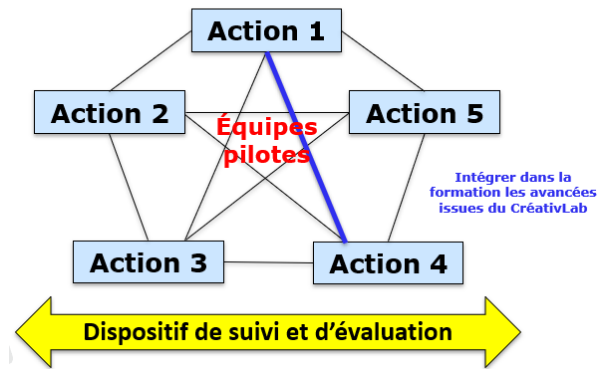 Action 1
Action 2
Action 5
Équipes
pilotes
Intégrer dans la
formation les avancées
issues du CréativLab
Action 3
Action 4
Dispositif de suivi et d’évaluation